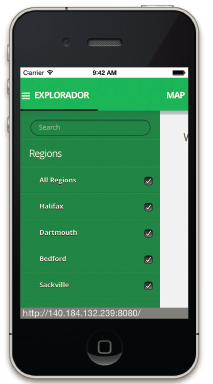 Carrier 9:42 AM
EXPLORADOR MAP
Search
W
Regions
All Regions
Halifax
Dartmouth
Bedford
Sackville
http://140.184.132.239:8080/